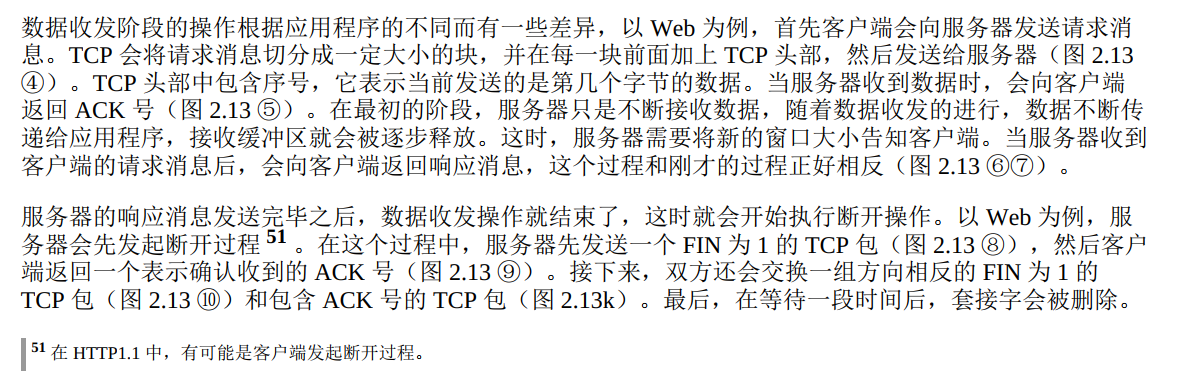 数据收发阶段的操作根据应用程序的不同而有一些差异，以 Web 为例，首先客户端会向服务器发送请求消
息。TCP 会将请求消息切分成一定大小的块，并在每一块前面加上 TCP 头部，然后发送给服务器（图 2.13
④）。TCP 头部中包含序号，它表示当前发送的是第几个字节的数据。当服务器收到数据时，会向客户端
返回 ACK 号（图 2.13 ⑤）。在最初的阶段，服务器只是不断接收数据，随着数据收发的进行，数据不断传
递给应用程序，接收缓冲区就会被逐步释放。这时，服务器需要将新的窗口大小告知客户端。当服务器收到
客户端的请求消息后，会向客户端返回响应消息，这个过程和刚才的过程正好相反（图 2.13 ⑥⑦）。
服务器的响应消息发送完毕之后，数据收发操作就结束了，这时就会开始执行断开操作。以 Web 为例，服
务器会先发起断开过程 51 。在这个过程中，服务器先发送一个 FIN 为 1 的 TCP 包（图 2.13 ⑧），然后客户
端返回一个表示确认收到的 ACK 号（图 2.13 ⑨）。接下来，双方还会交换一组方向相反的 FIN 为 1 的
TCP 包（图 2.13 ⑩）和包含 ACK 号的 TCP 包（图 2.13k）。最后，在等待一段时间后，套接字会被删除。
51 在 HTTP1.1 中，有可能是客户端发起断开过程。